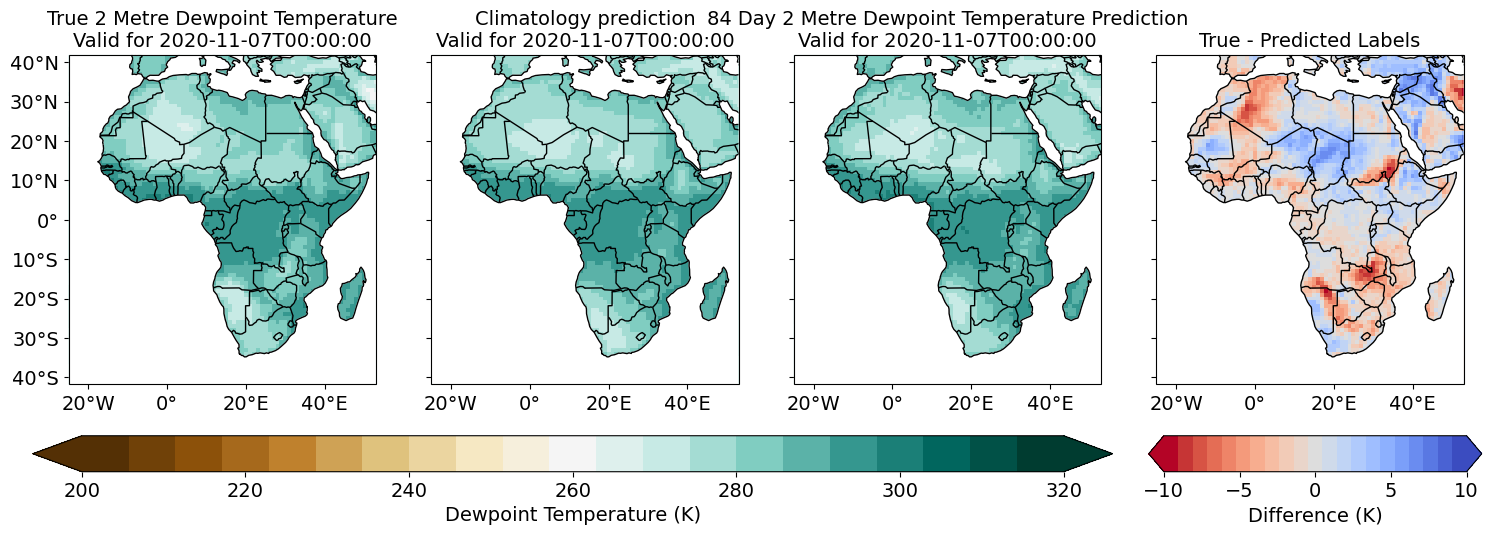 True 2 Metre Dewpoint Temperature
Valid for 2020-11-07T00:00:00
Climatology prediction  84 Day 2 Metre Dewpoint Temperature Prediction
Valid for 2020-11-07T00:00:00
Valid for 2020-11-07T00:00:00
True - Predicted Labels
40°N
30°N
20°N
10°N
0°
10°S
20°S
30°S
40°S
20°W 0° 20°E 40°E
20°W 0° 20°E 40°E
20°W 0° 20°E 40°E
20°W 0° 20°E 40°E
200 220 240 260 280 300 320
Dewpoint Temperature (K)
−10 −5 0 5 10
Difference (K)